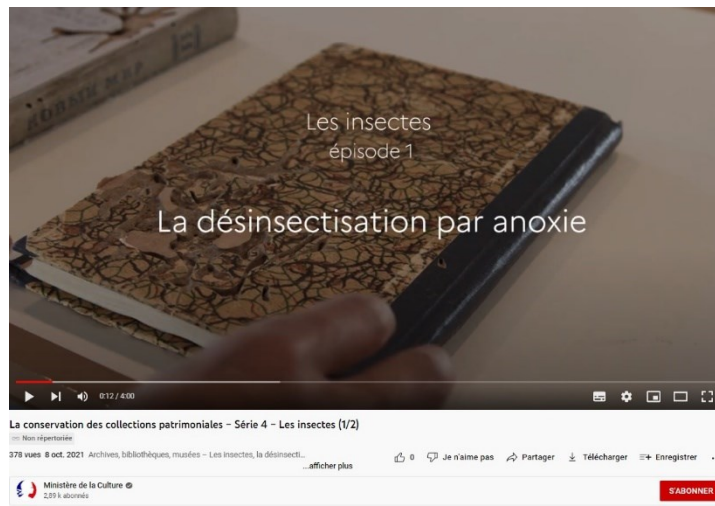 Les insectes
épisode 1
La désinsectisation par anoxie
0:12 / 4:00
La conservation des collections patrimoniales – Série 4 – Les insectes (1/2)
Non répertoriée
378 vues 8 oct. 2021 Archives, bibliothèques, musées – Les insectes, la désinsecti...
...afficher plus
0 Je n'aime pas Partager Télécharger Enregistrer ...
Ministère de la Culture
2,89 k abonnés
S'ABONNER